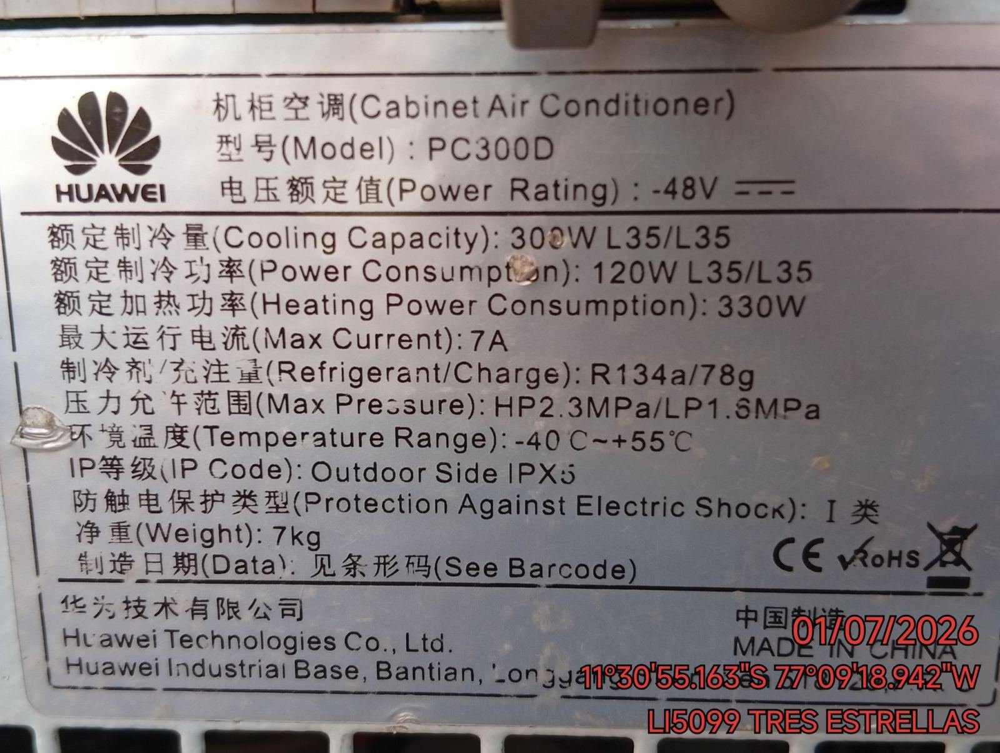 机柜空调(Cabinet Air Conditioner)
型号(Model) : PC300D
HUAWEI
电压额定值(Power Rating) : -48V
额定制冷量(Cooling Capacity): 300W L35/L35
额定制冷功率(Power Consumption): 120W L35/L35
额定加热功率(Heating Power Consumption): 330W
最大运行电流(Max Current): 7A
制冷剂/充注量(Refrigerant/Charge): R134a/78g
压力允许范围(Max Pressure): HP2.3MPa/LP1.6MPa
环境温度(Temperature Range): -40℃~+55℃
IP等级(IP Code): Outdoor Side IPX5
防触电保护类型(Protection Against Electric Shock): I 类
净重(Weight): 7kg
制造日期(Data): 见条形码(See Barcode)
CE RoHS
华为技术有限公司
Huawei Technologies Co., Ltd.
Huawei Industrial Base, Bantian, Longgang
中国制造
MADE IN CHINA
01/07/2026
11°30'55.163"S 77°09'18.942"W
LI5099 TRES ESTRELLAS